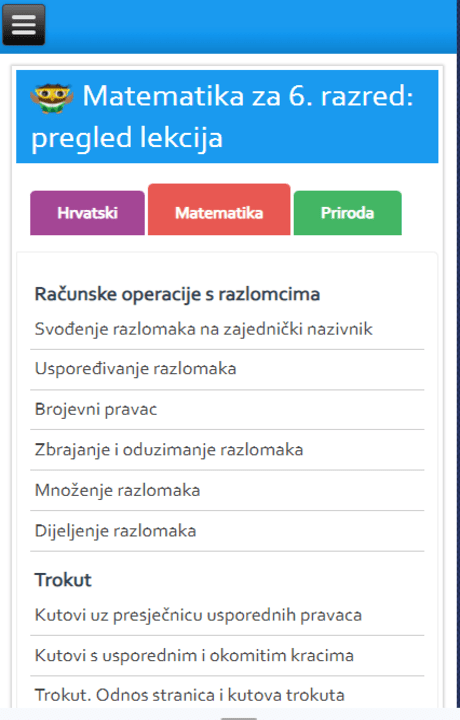 Matematika za 6. razred:
pregled lekcija
Hrvatski
Matematika
Priroda
Računske operacije s razlomcima
Svođenje razlomaka na zajednički nazivnik
Uspoređivanje razlomaka
Brojevni pravac
Zbrajanje i oduzimanje razlomaka
Množenje razlomaka
Dijeljenje razlomaka
Trokut
Kutovi uz presječnicu usporednih pravaca
Kutovi s usporednim i okomitim kracima
Trokut. Odnos stranica i kutova trokuta